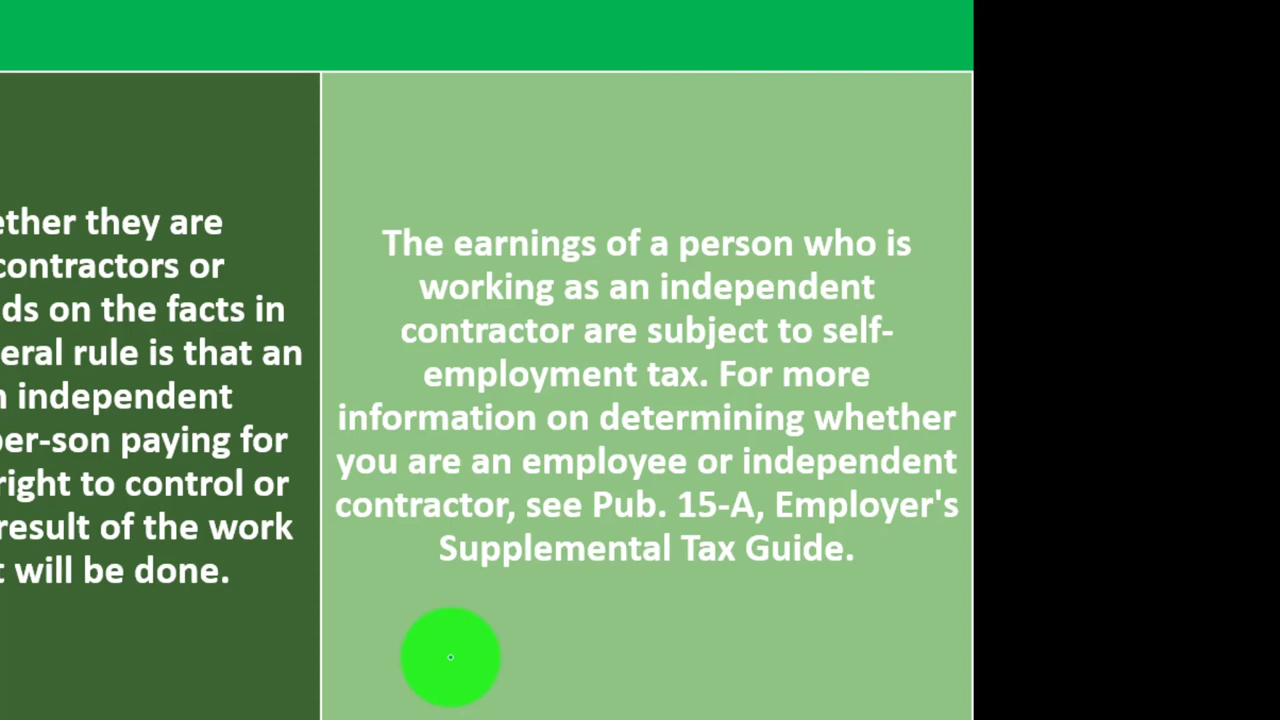 ether they are
contractors or
ds on the facts in
eral rule is that an
n independent
per-son paying for
right to control or
result of the work
t will be done.
The earnings of a person who is
working as an independent
contractor are subject to self-
employment tax. For more
information on determining whether
you are an employee or independent
contractor, see Pub. 15-A, Employer's
Supplemental Tax Guide.